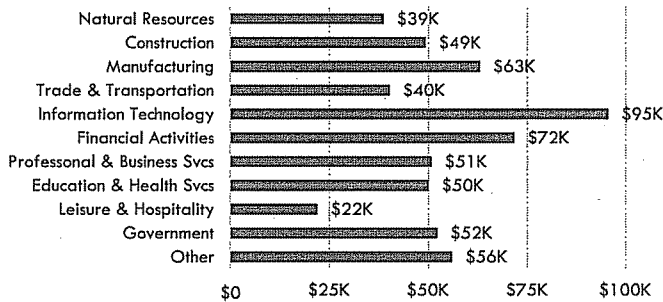 Natural Resources $39K
Construction $49K
Manufacturing $63K
Trade & Transportation $40K
Information Technology $95K
Financial Activities $72K
Professonal & Business Svcs $51K
Education & Health Svcs $50K
Leisure & Hospitality $22K
Government $52K
Other $56K
$0 $25K $50K $75K $100K